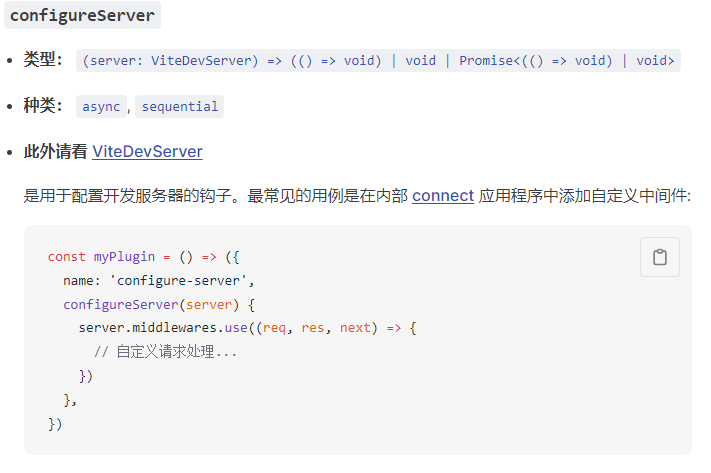 configureServer
类型： (server: ViteDevServer) => (() => void) | void | Promise<(() => void) | void>
种类： async , sequential
此外请看 ViteDevServer
是用于配置开发服务器的钩子。最常见的用例是在内部 connect 应用程序中添加自定义中间件:
const myPlugin = () => ({
  name: 'configure-server',
  configureServer(server) {
    server.middlewares.use((req, res, next) => {
      // 自定义请求处理...
    })
  },
})